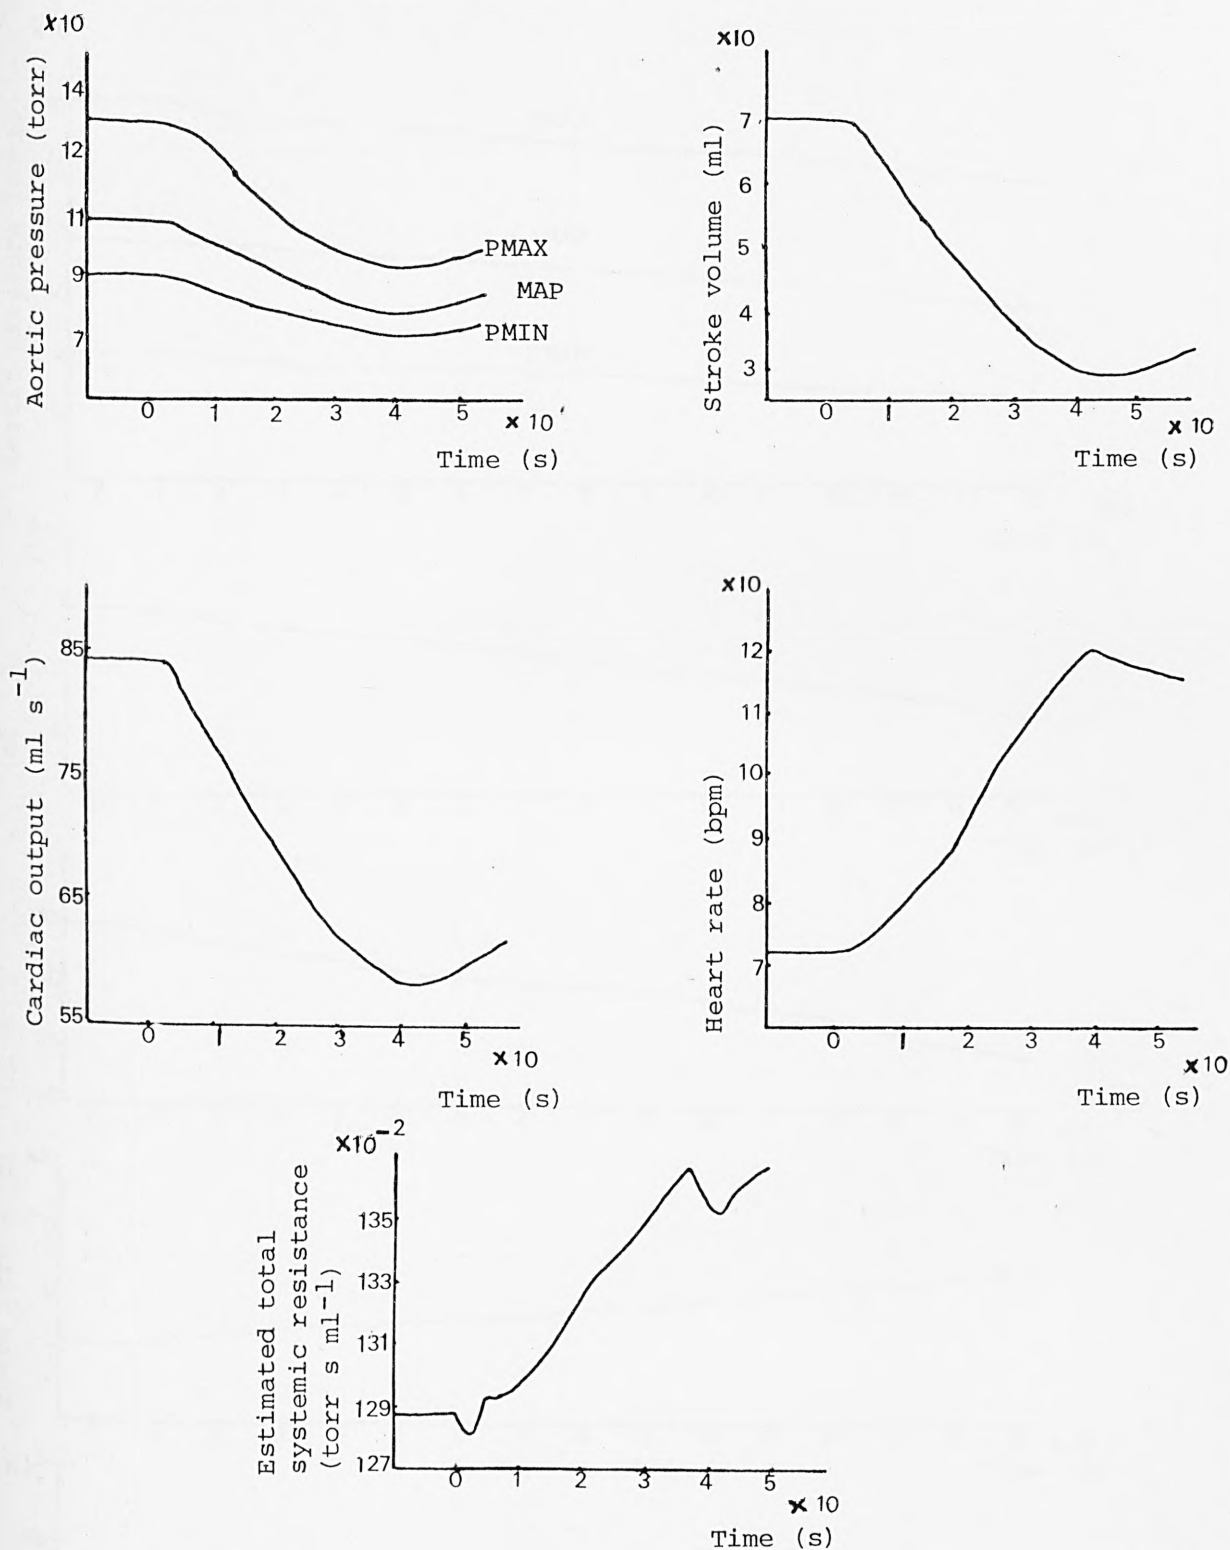 ×10
Aortic pressure (torr)
14
12
11
9
7
PMAX
MAP
PMIN
0 1 2 3 4 5
× 10
Time (s)
×10
Stroke volume (ml)
7
6
5
4
3
0 1 2 3 4 5
× 10
Time (s)
Cardiac output (ml s⁻¹)
85
75
65
55
0 1 2 3 4 5
× 10
Time (s)
×10
Heart rate (bpm)
12
11
10
9
8
7
0 1 2 3 4 5
× 10
Time (s)
×10⁻²
Estimated total
systemic resistance
(torr s ml⁻¹)
135
133
131
129
127
0 1 2 3 4 5
× 10
Time (s)